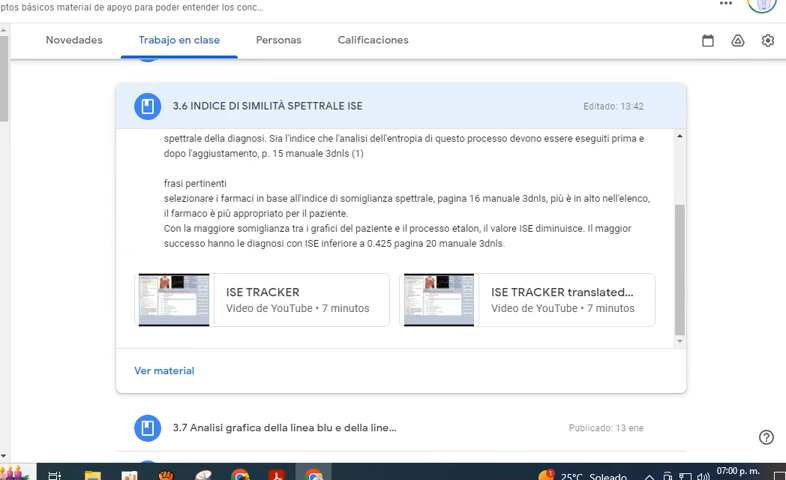 ptos básicos material de apoyo para poder entender los conc...
Novedades
Trabajo en clase
Personas
Calificaciones
3.6 INDICE DI SIMILITÀ SPETTRALE ISE
Editado: 13:42
spettrale della diagnosi. Sia l'indice che l'analisi dell'entropia di questo processo devono essere eseguiti prima e
dopo l'aggiustamento, p. 15 manuale 3dnls (1)
frasi pertinenti
selezionare i farmaci in base all'indice di somiglianza spettrale, pagina 16 manuale 3dnls, più è in alto nell'elenco,
il farmaco è più appropriato per il paziente.
Con la maggiore somiglianza tra i grafici del paziente e il processo etalon, il valore ISE diminuisce. Il maggior
successo hanno le diagnosi con ISE inferiore a 0.425 pagina 20 manuale 3dnls.
ISE TRACKER
Video de YouTube • 7 minutos
ISE TRACKER translated...
Video de YouTube • 7 minutos
Ver material
3.7 Analisi grafica della linea blu e della line...
Publicado: 13 ene
25°C Soleado
07:00 p. m.